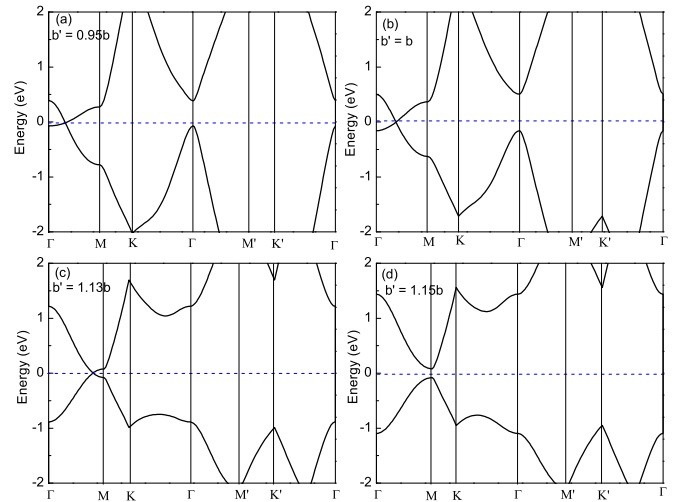 (a)
b' = 0.95b
2
1
0
-1
-2
Energy (eV)
Γ M K Γ M' K' Γ
(b)
b' = b
2
1
0
-1
-2
Energy (eV)
Γ M K Γ M' K' Γ
(c)
b' = 1.13b
2
1
0
-1
-2
Energy (eV)
Γ M K Γ M' K' Γ
(d)
b' = 1.15b
2
1
0
-1
-2
Energy (eV)
Γ M K Γ M' K' Γ